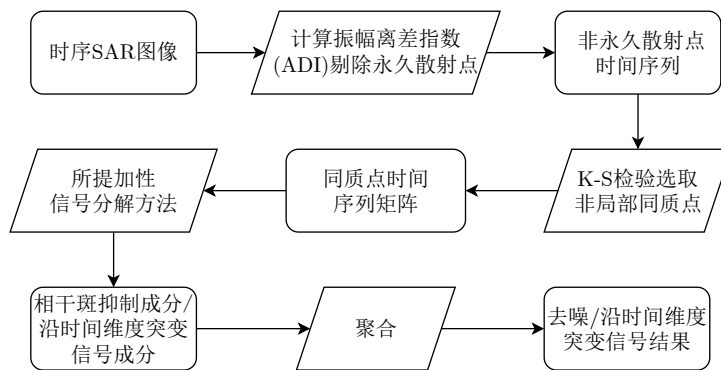 时序SAR图像
计算振幅离差指数
(ADI)剔除永久散射点
非永久散射点
时间序列
K-S检验选取
非局部同质点
同质点时间
序列矩阵
所提加性
信号分解方法
相干斑抑制成分/
沿时间维度突变
信号成分
聚合
去噪/沿时间维度
突变信号结果